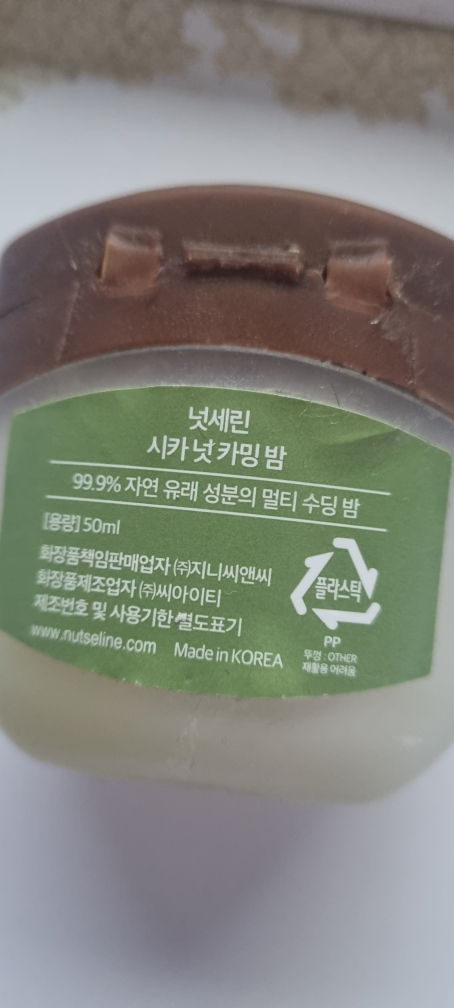 넛세린
시카 넛 카밍 밤
99.9% 자연 유래 성분의 멀티 수딩 밤
[용량] 50ml
화장품책임판매업자 ㈜지니씨앤씨
화장품제조업자 ㈜씨아이티
제조번호 및 사용기한 별도표기
www.nutseline.com Made in KOREA
플라스틱
PP
뚜껑 : OTHER
재활용 어려움